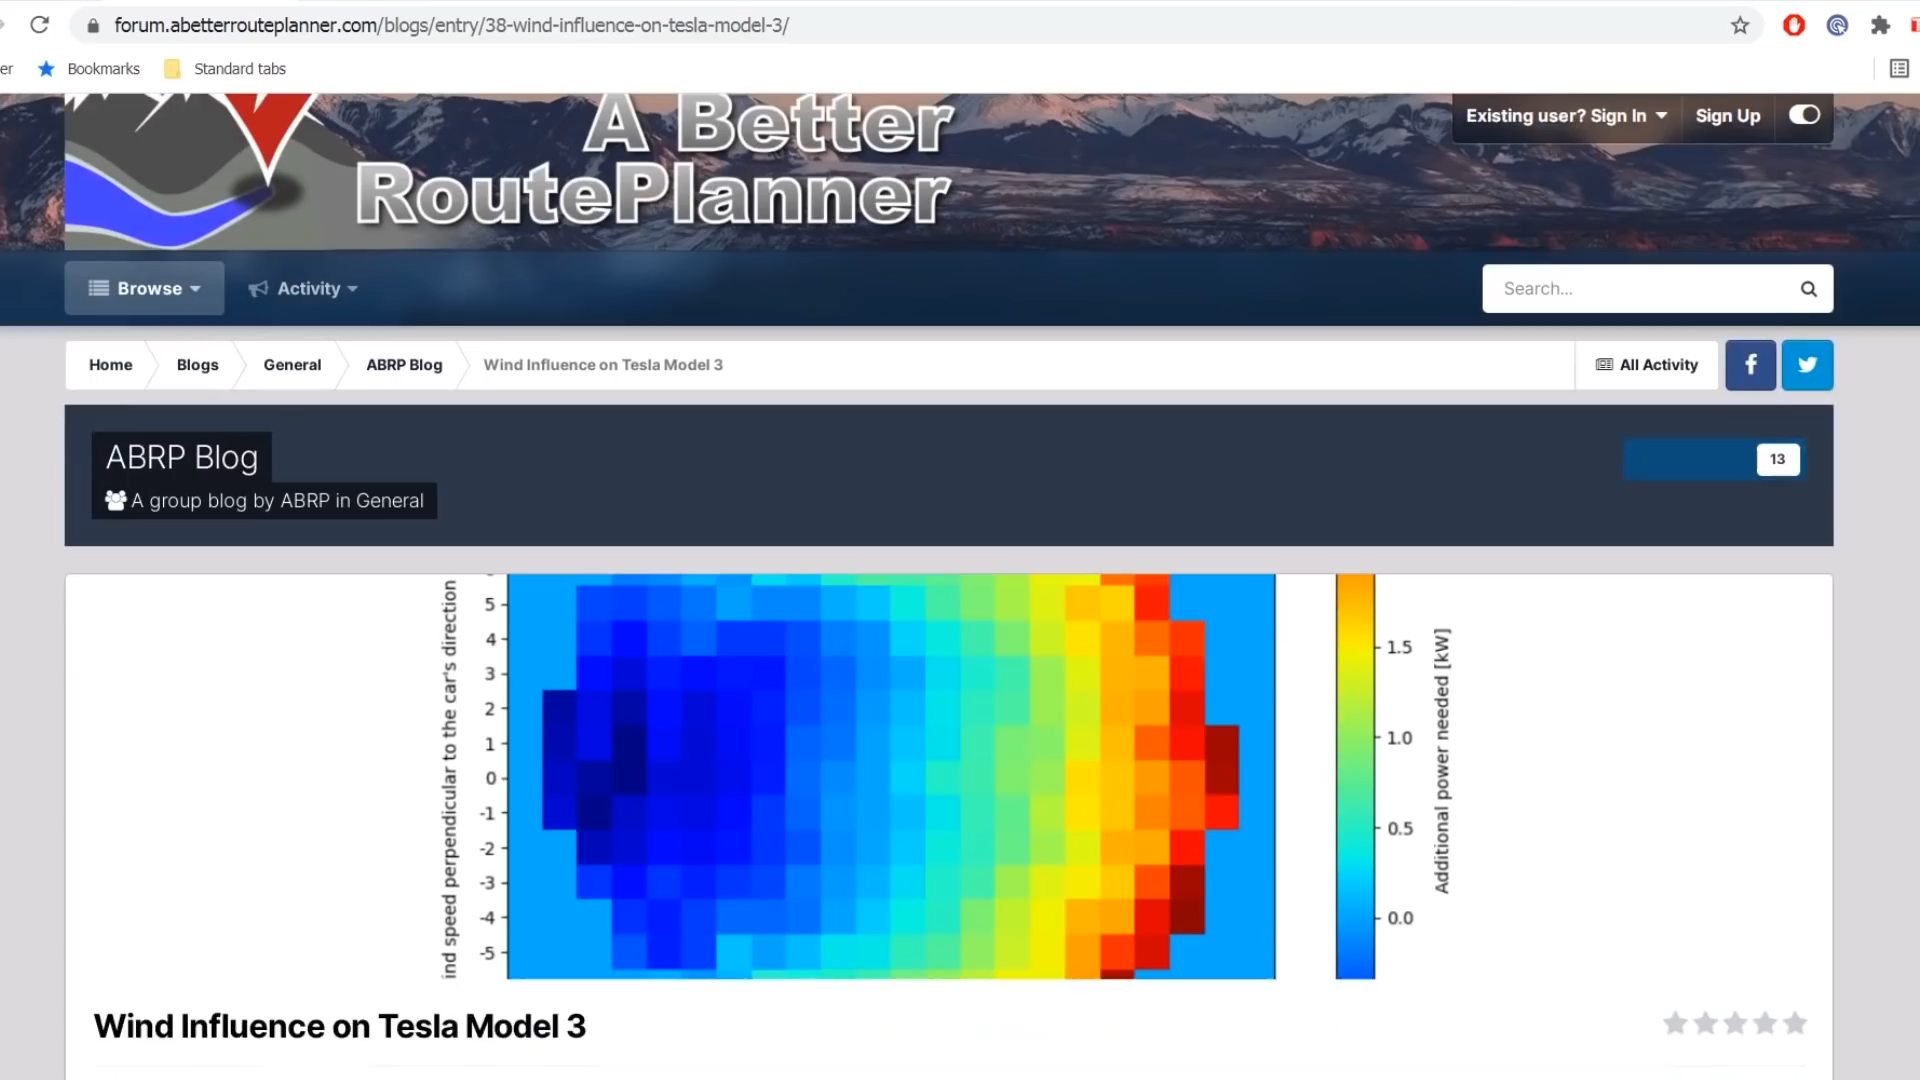 forum.abetterrouteplanner.com/blogs/entry/38-wind-influence-on-tesla-model-3/
er
Bookmarks
Standard tabs
A Better
RoutePlanner
Existing user? Sign In
Sign Up
Browse
Activity
Search...
Home
Blogs
General
ABRP Blog
Wind Influence on Tesla Model 3
All Activity
ABRP Blog
A group blog by ABRP in General
13
ind speed perpendicular to the car's direction
5
4
3
2
1
0
-1
-2
-3
-4
-5
1.5
1.0
0.5
0.0
Additional power needed [kW]
Wind Influence on Tesla Model 3